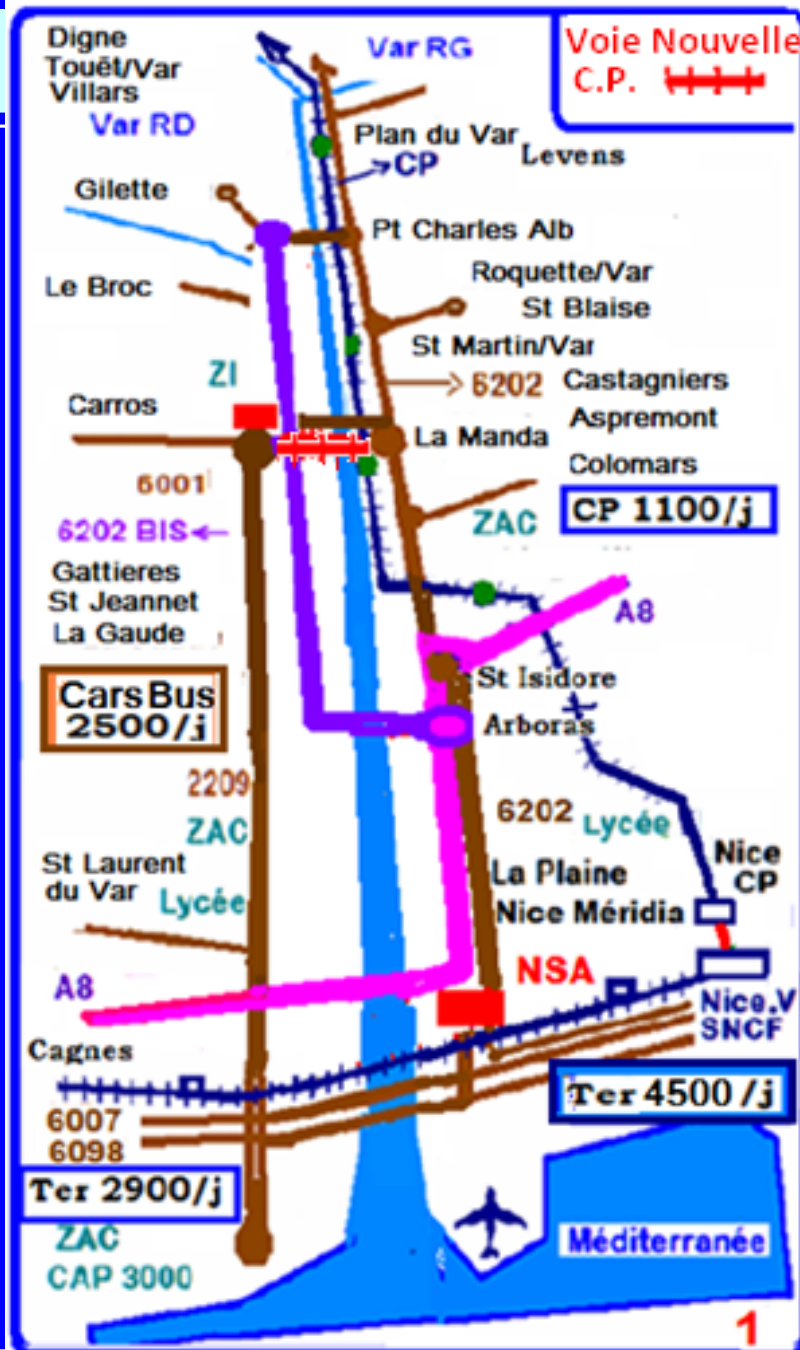 Digne
Touët/Var
Villars
Var RG
Voie Nouvelle
C.P.
Var RD
Plan du Var
Levens
CP
Gilette
Pt Charles Alb
Le Broc
Roquette/Var
St Blaise
St Martin/Var
ZI
6202
Castagniers
Carros
Aspremont
La Manda
Colomars
6001
CP 1100/j
ZAC
6202 BIS
Gattieres
St Jeannet
La Gaude
A8
St Isidore
Cars Bus
2500/j
Arboras
2209
6202
Lycée
ZAC
Nice
CP
St Laurent
du Var
La Plaine
Lycée
Nice Méridia
NSA
A8
Nice.V
SNCF
Cagnes
Ter 4500 /j
6007
6098
Ter 2900/j
ZAC
CAP 3000
Méditerranée
1